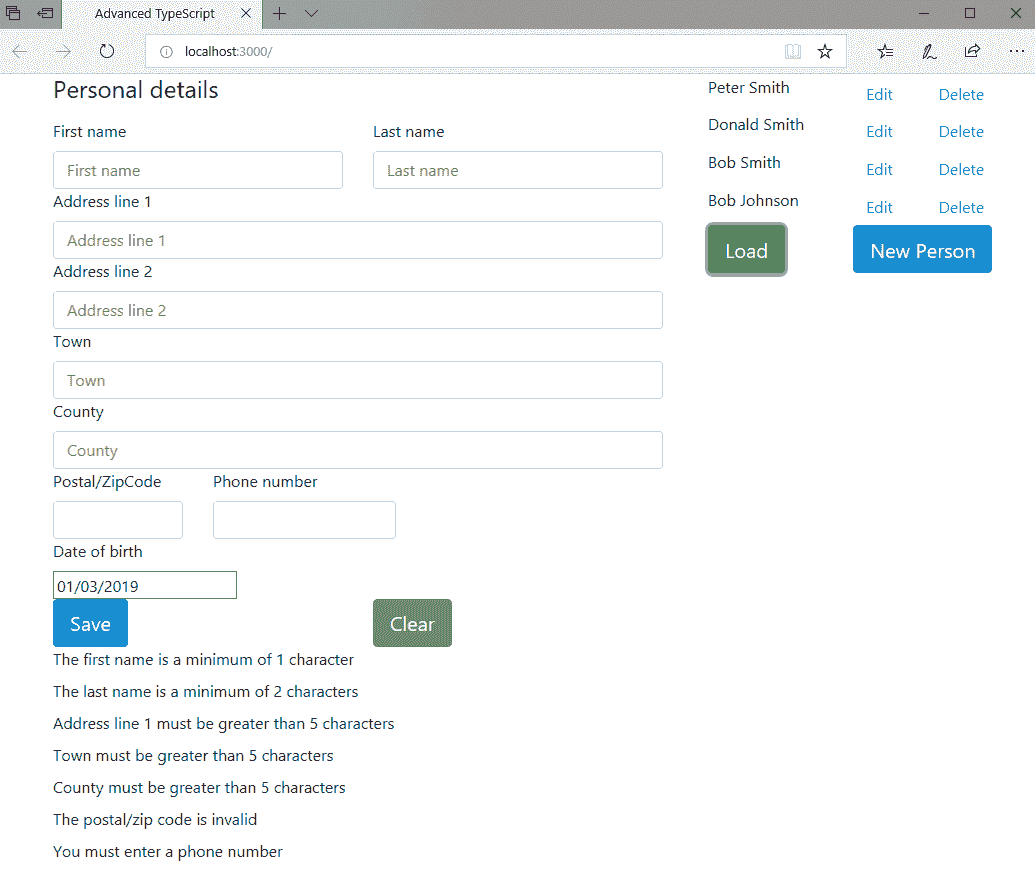 Advanced TypeScript
localhost:3000/
Personal details
First name Last name
First name Last name
Address line 1
Address line 1
Address line 2
Address line 2
Town
Town
County
County
Postal/ZipCode Phone number
Date of birth
01/03/2019
Save Clear
The first name is a minimum of 1 character
The last name is a minimum of 2 characters
Address line 1 must be greater than 5 characters
Town must be greater than 5 characters
County must be greater than 5 characters
The postal/zip code is invalid
You must enter a phone number
Peter Smith Edit Delete
Donald Smith Edit Delete
Bob Smith Edit Delete
Bob Johnson Edit Delete
Load New Person